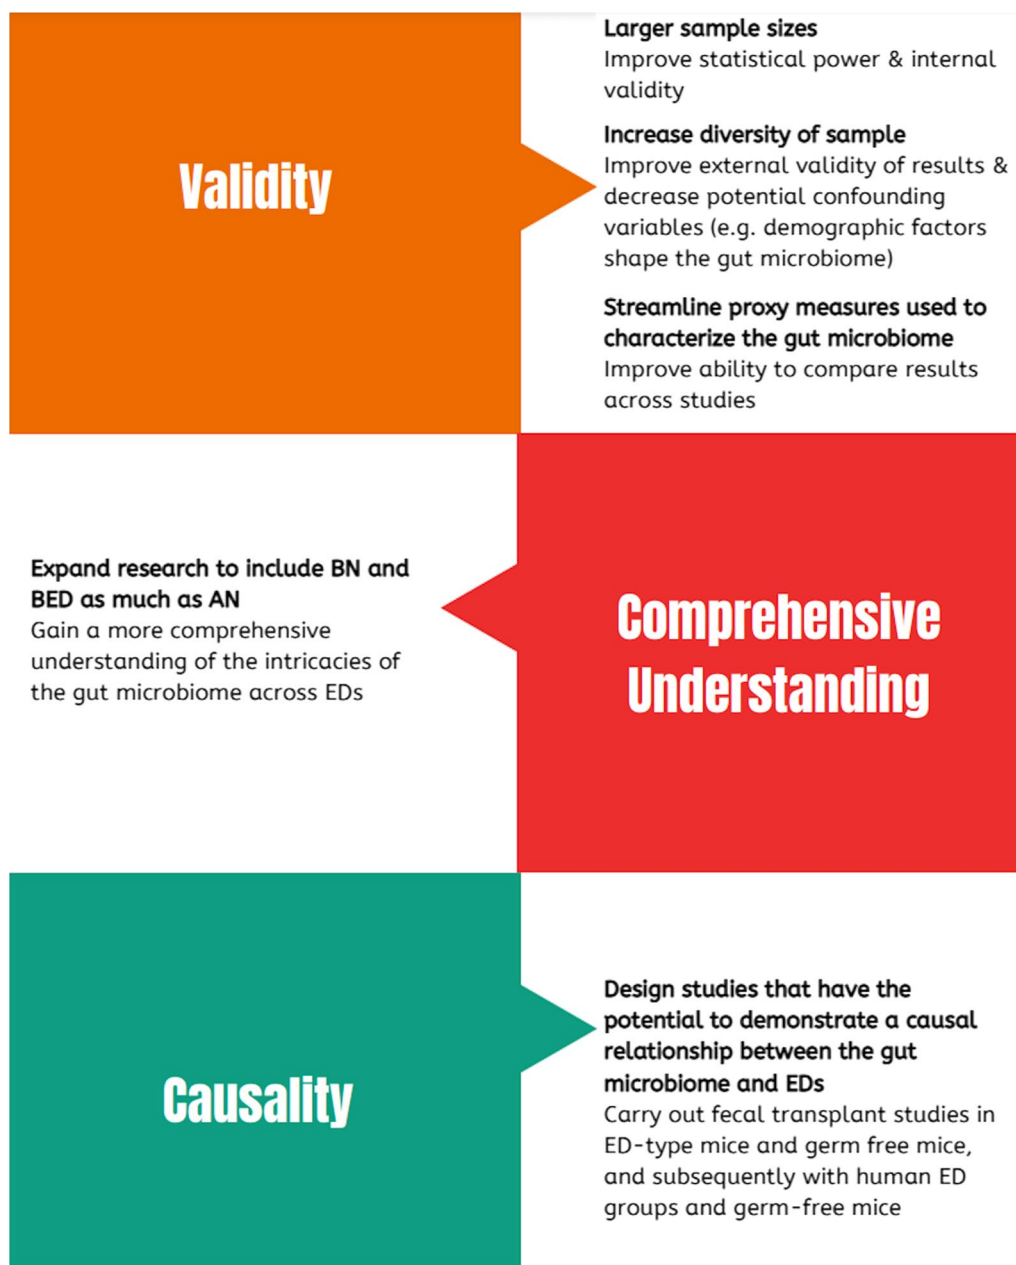 Validity
Larger sample sizes
Improve statistical power & internal
validity
Increase diversity of sample
Improve external validity of results &
decrease potential confounding
variables (e.g. demographic factors
shape the gut microbiome)
Streamline proxy measures used to
characterize the gut microbiome
Improve ability to compare results
across studies
Expand research to include BN and
BED as much as AN
Gain a more comprehensive
understanding of the intricacies of
the gut microbiome across EDs
Comprehensive
Understanding
Causality
Design studies that have the
potential to demonstrate a causal
relationship between the gut
microbiome and EDs
Carry out fecal transplant studies in
ED-type mice and germ free mice,
and subsequently with human ED
groups and germ-free mice